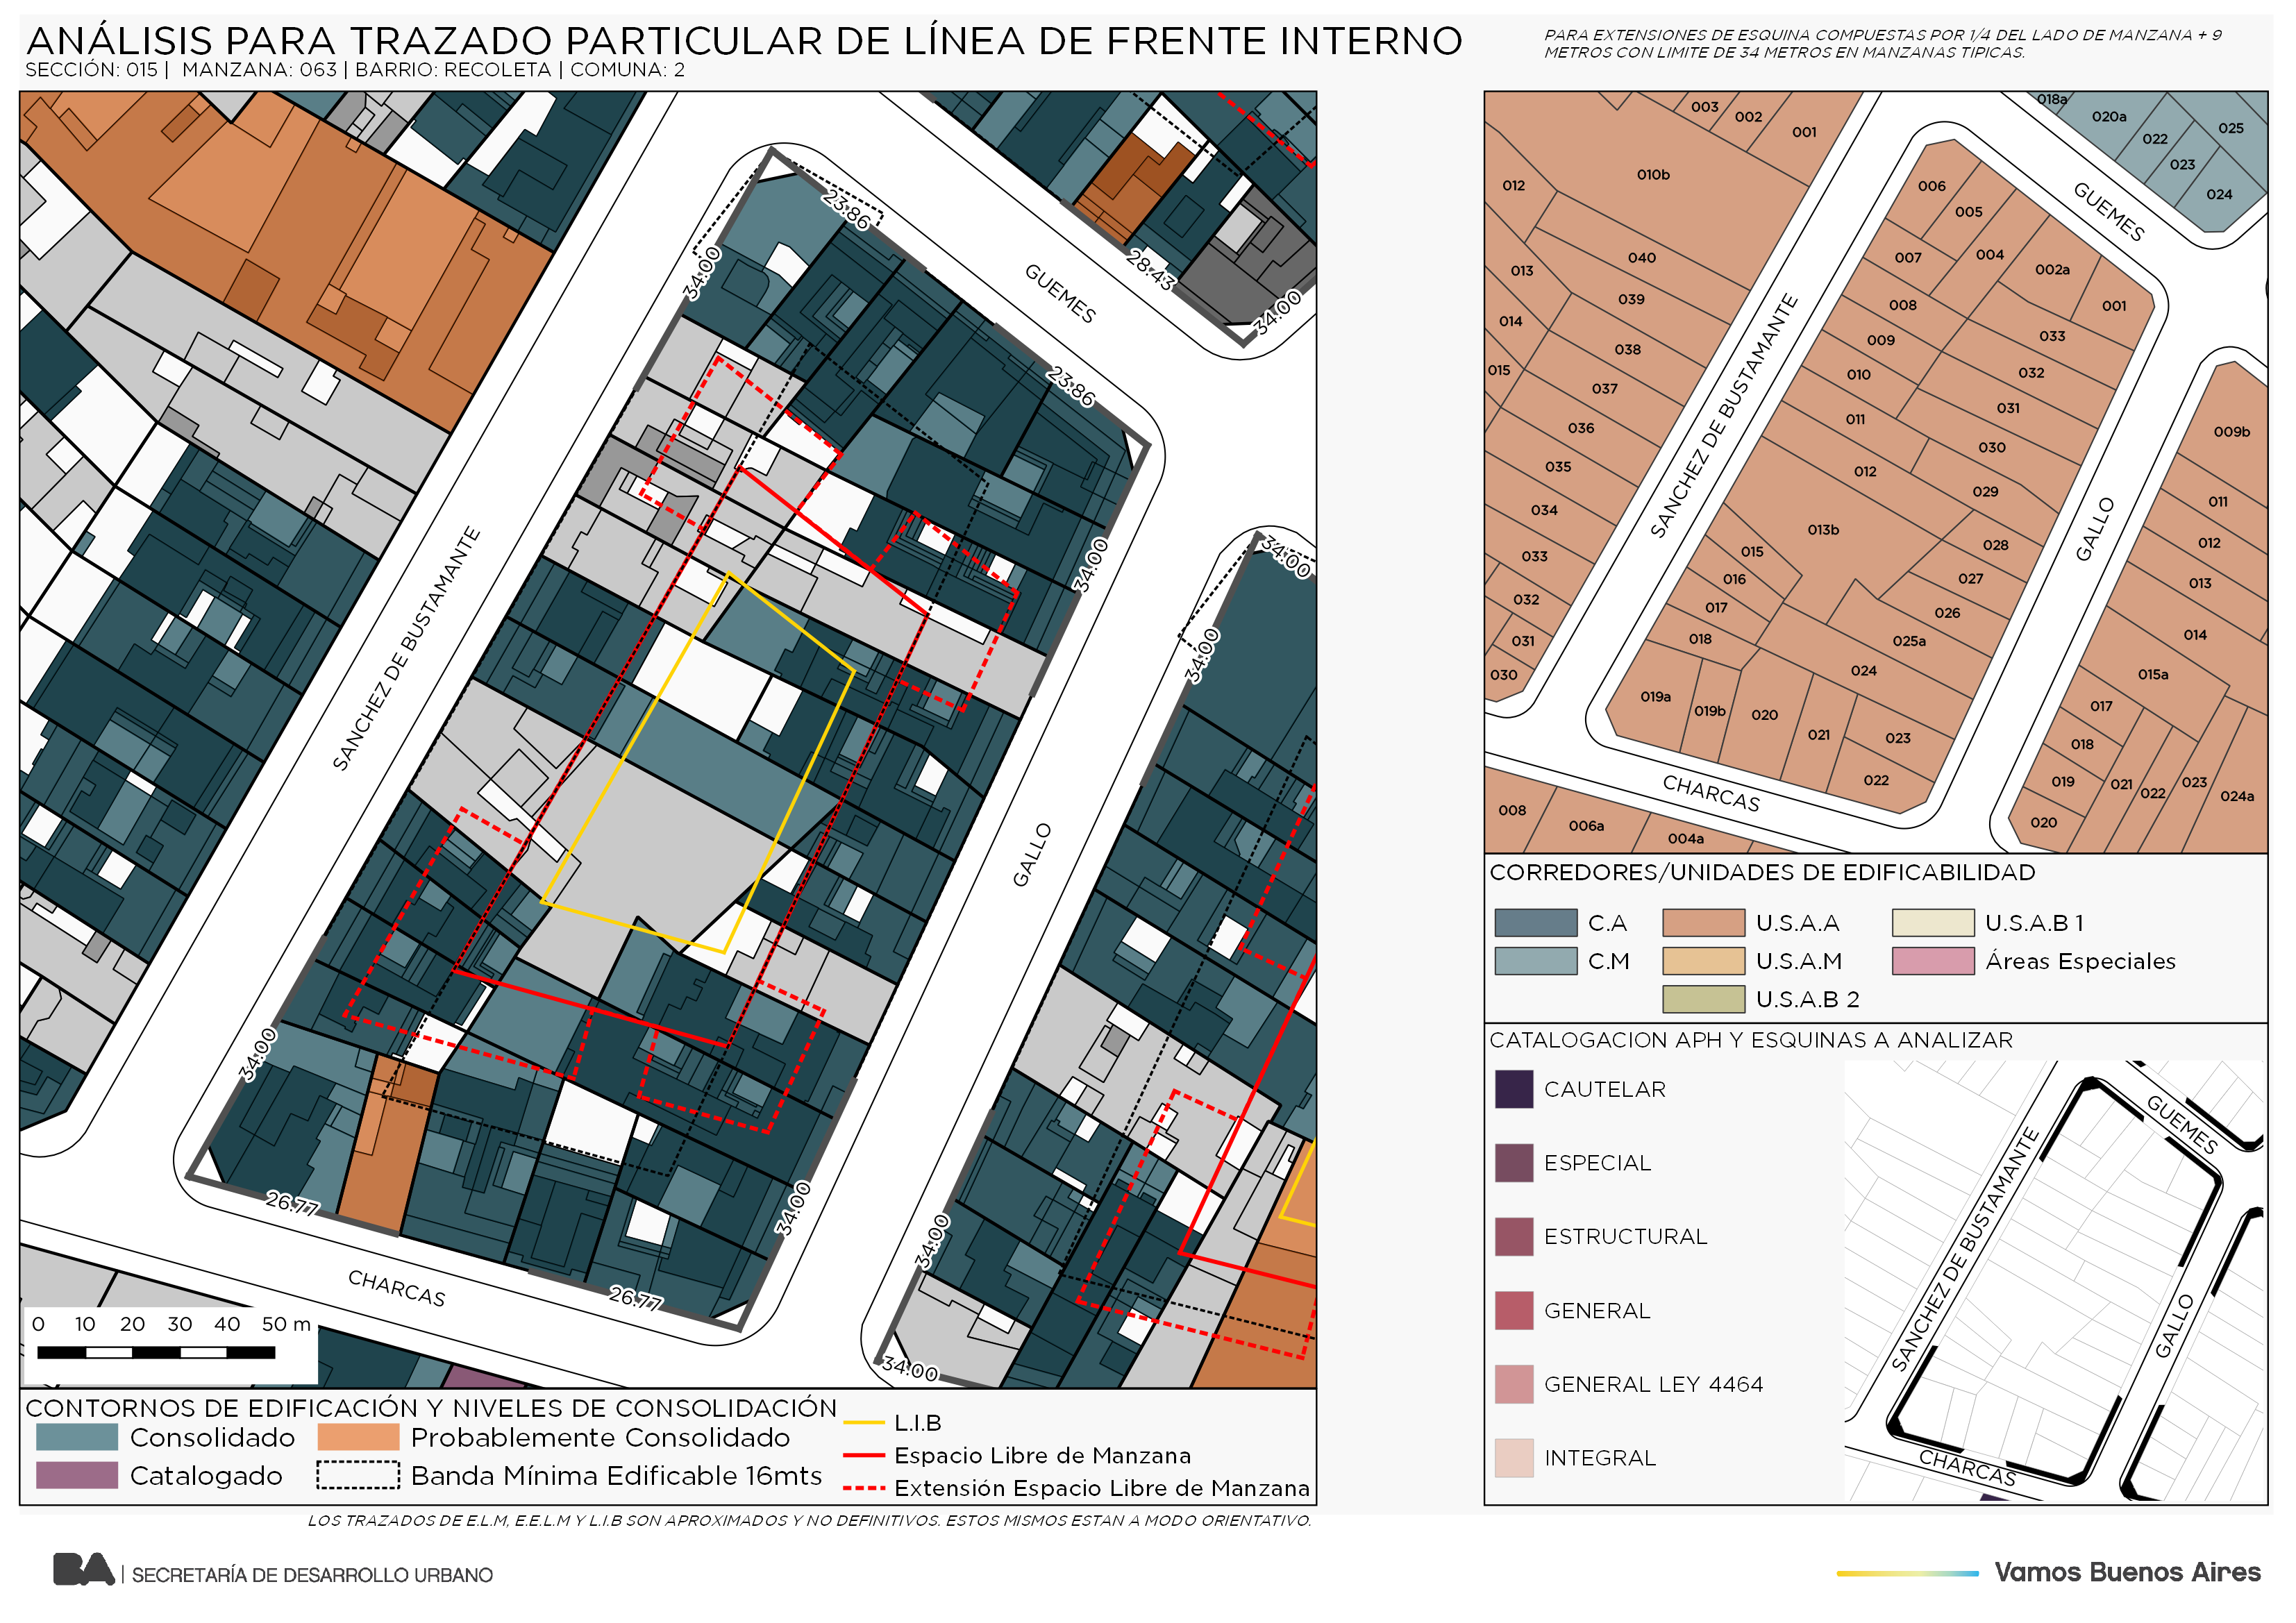 ANÁLISIS PARA TRAZADO PARTICULAR DE LÍNEA DE FRENTE INTERNO
SECCIÓN: 015 | MANZANA: 063 | BARRIO: RECOLETA | COMUNA: 2
PARA EXTENSIONES DE ESQUINA COMPUESTAS POR 1/4 DEL LADO DE MANZANA + 9
METROS CON LIMITE DE 34 METROS EN MANZANAS TIPICAS.
23.86
34.00
GUEMES
28.43
34.00
23.86
34.00
34.00
34.00
SANCHEZ DE BUSTAMANTE
GALLO
34.00
26.77
34.00
34.00
CHARCAS
26.77
34.00
0 10 20 30 40 50 m
CONTORNOS DE EDIFICACIÓN Y NIVELES DE CONSOLIDACIÓN
Consolidado
Probablemente Consolidado
Catalogado
Banda Mínima Edificable 16mts
L.I.B
Espacio Libre de Manzana
Extensión Espacio Libre de Manzana
LOS TRAZADOS DE E.L.M, E.E.L.M Y L.I.B SON APROXIMADOS Y NO DEFINITIVOS. ESTOS MISMOS ESTAN A MODO ORIENTATIVO.
003
002
001
018a
020a
022
025
023
024
012
010b
006
005
GUEMES
040
007
004
002a
013
039
008
001
014
038
009
033
015
037
010
032
036
011
031
009b
035
012
030
034
029
011
SANCHEZ DE BUSTAMANTE
013b
GALLO
033
015
028
012
032
016
027
013
031
017
026
014
030
018
025a
015a
024
019a
019b
020
021
023
017
018
022
019
021
022
023
024a
020
CHARCAS
008
006a
004a
CORREDORES/UNIDADES DE EDIFICABILIDAD
C.A
U.S.A.A
U.S.A.B 1
C.M
U.S.A.M
Áreas Especiales
U.S.A.B 2
CATALOGACION APH Y ESQUINAS A ANALIZAR
CAUTELAR
ESPECIAL
ESTRUCTURAL
GENERAL
GENERAL LEY 4464
INTEGRAL
GUEMES
SANCHEZ DE BUSTAMANTE
GALLO
CHARCAS
BA | SECRETARÍA DE DESARROLLO URBANO
Vamos Buenos Aires